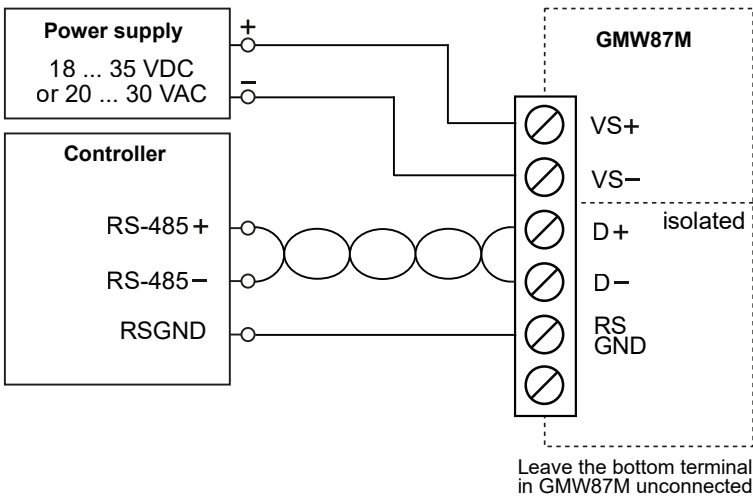 Power supply
18 ... 35 VDC
or 20 ... 30 VAC
+
−
Controller
RS-485+
RS-485−
RSGND
GMW87M
VS+
VS−
isolated
D+
D−
RS
GND
Leave the bottom terminal
in GMW87M unconnected